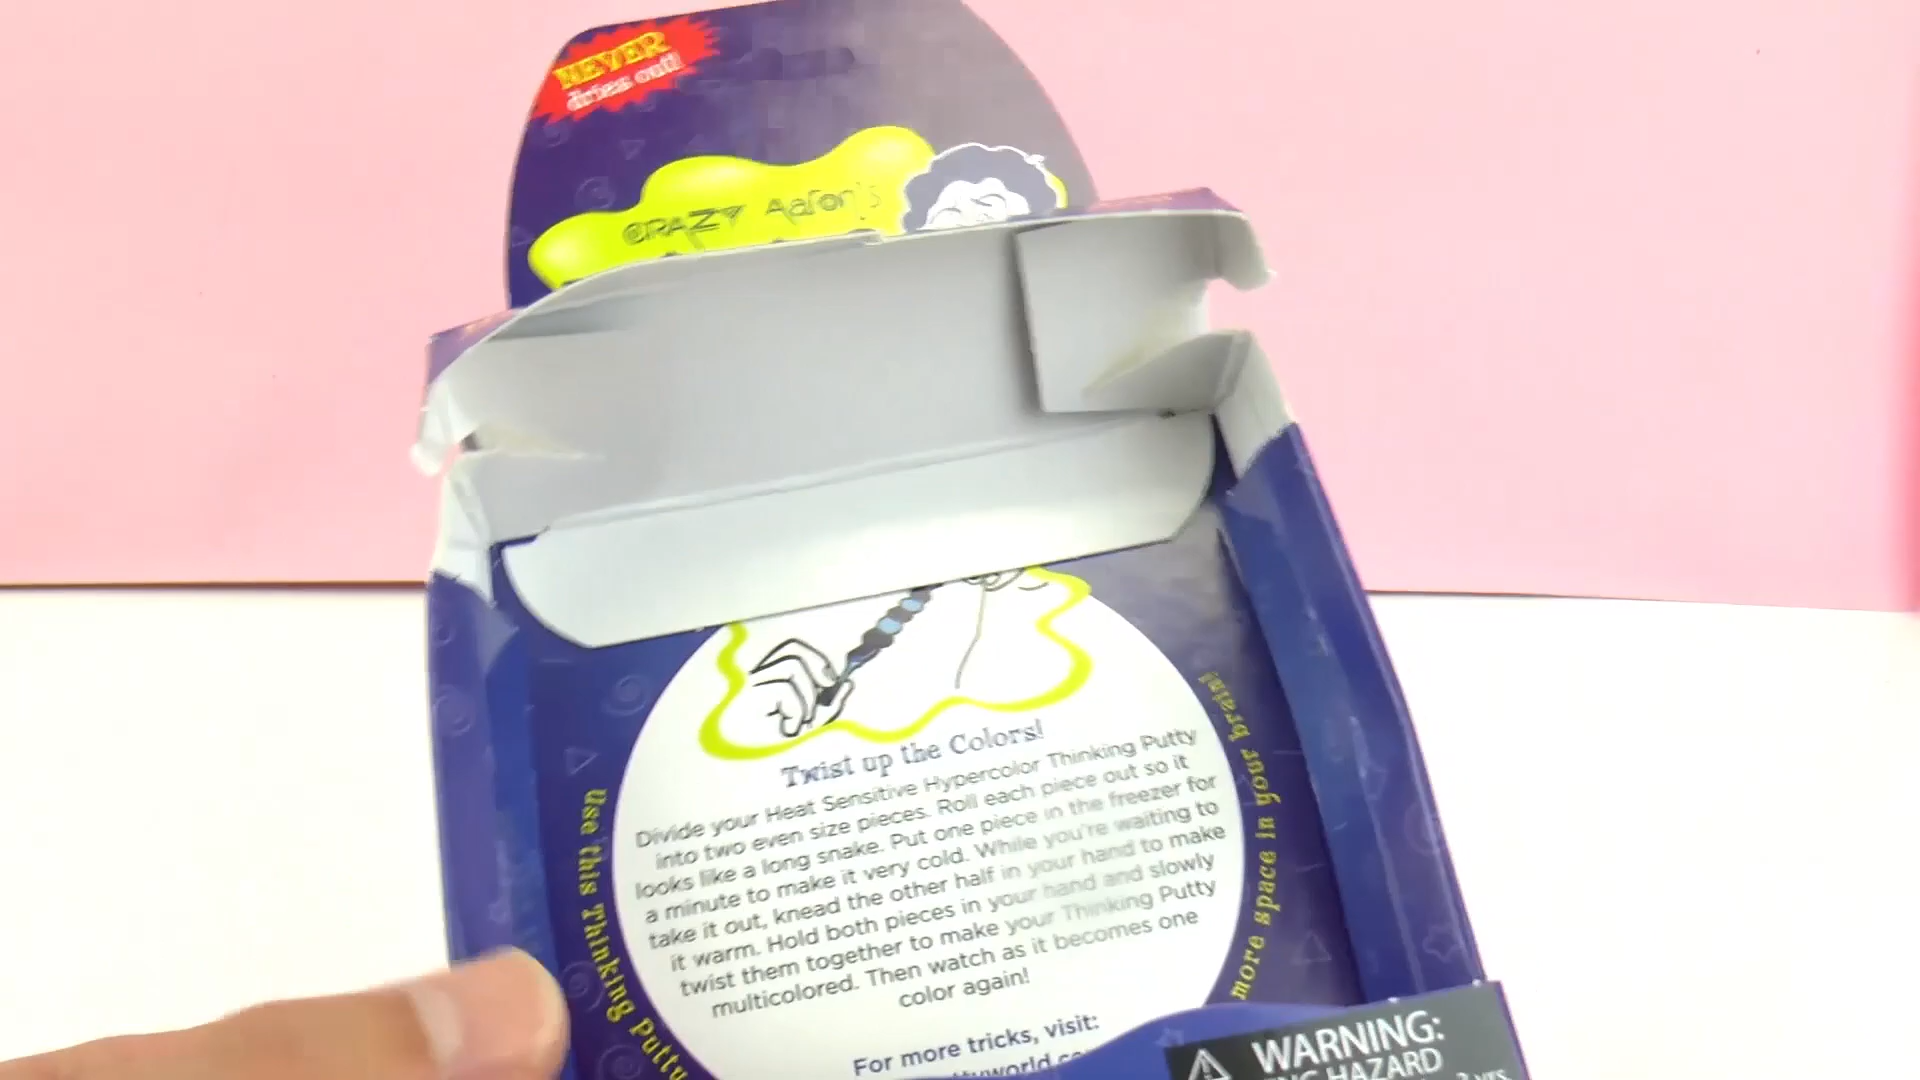 NEVER
dries out!
CRAZY Aaron's
Twist up the Colors!
Divide your Heat Sensitive Hypercolor Thinking Putty
into two even size pieces. Roll each piece out so it
looks like a long snake. Put one piece in the freezer for
a minute to make it very cold. While you're waiting to
take it out, knead the other half in your hand to make
it warm. Hold both pieces in your hand and slowly
twist them together to make your Thinking Putty
multicolored. Then watch as it becomes one
color again!
For more tricks, visit:
Use this Thinking Putty
more space in your brain!
WARNING:
HAZARD